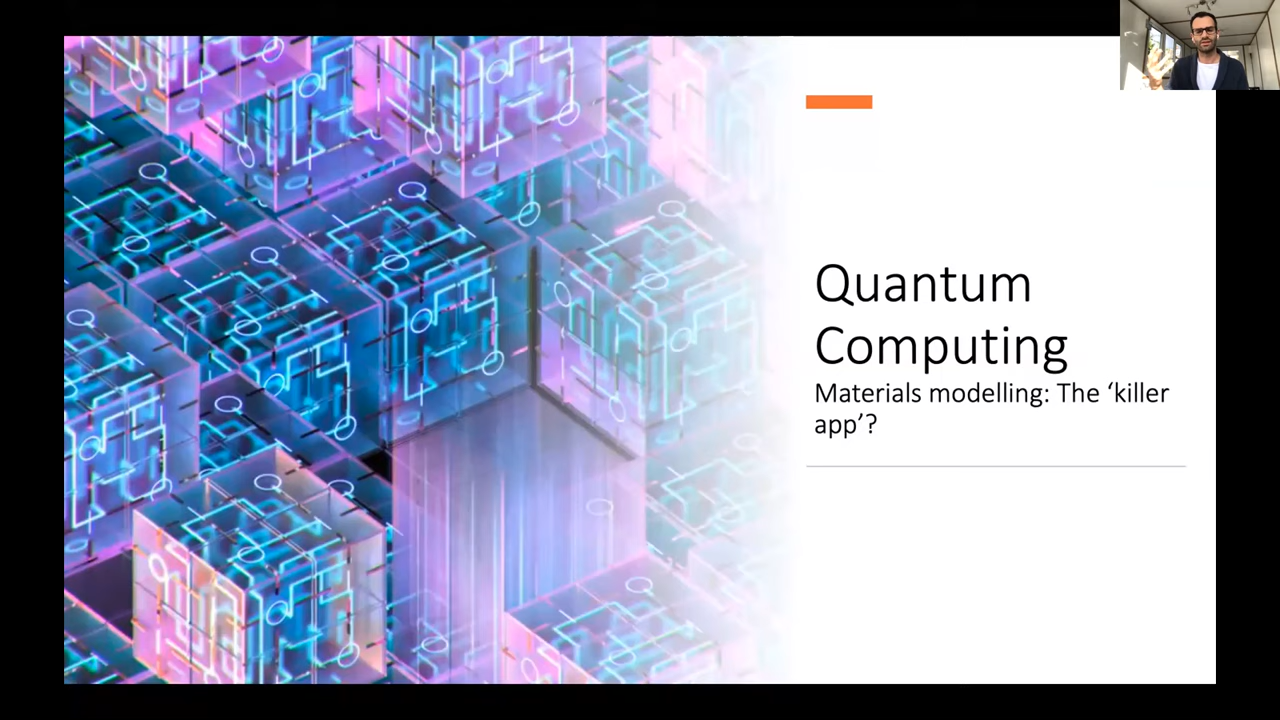 Quantum
Computing
Materials modelling: The ‘killer
app’?